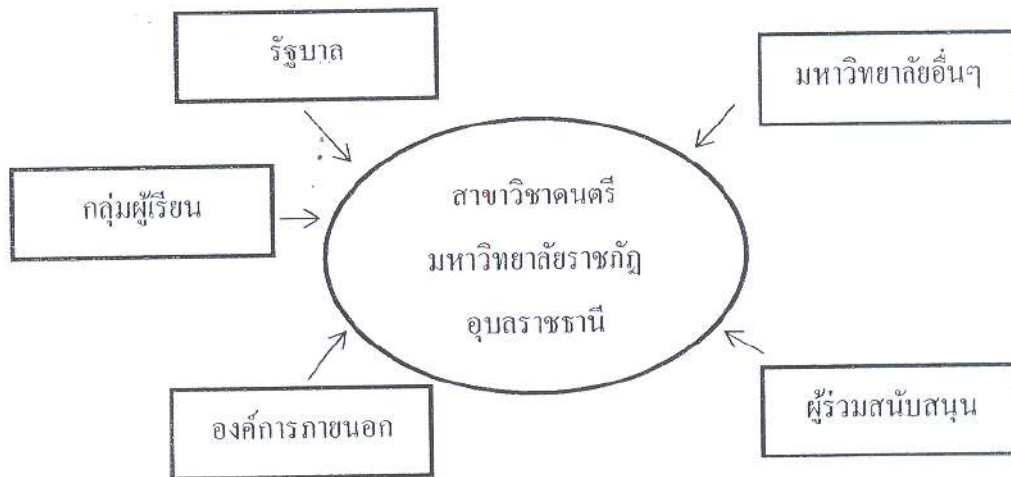 รัฐบาล
มหาวิทยาลัยอื่นๆ
กลุ่มผู้เรียน
สาขาวิชาดนตรี
มหาวิทยาลัยราชภัฏ
อุบลราชธานี
องค์การภายนอก
ผู้ร่วมสนับสนุน